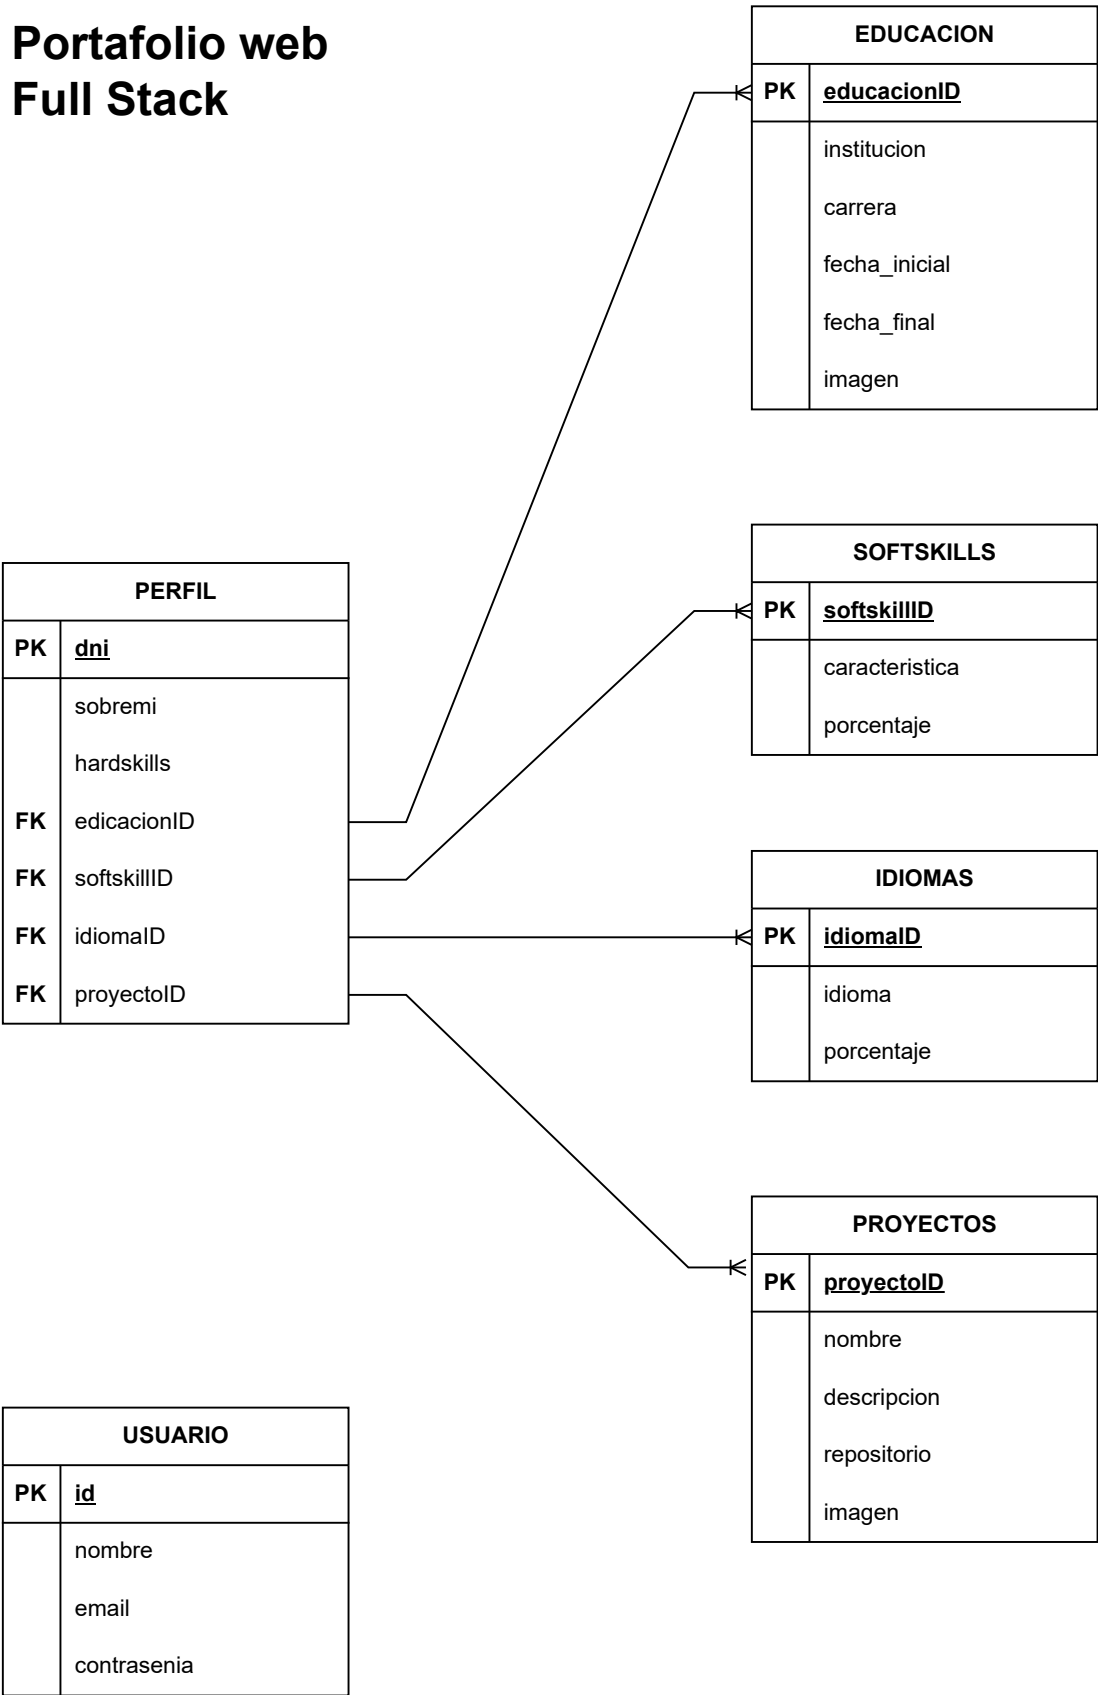 Portafolio web
Full Stack
EDUCACION
PK educacionID
institucion
carrera
fecha_inicial
fecha_final
imagen
SOFTSKILLS
PK softskillID
caracteristica
porcentaje
PERFIL
PK dni
sobremi
hardskills
FK edicacionID
FK softskillID
FK idiomaID
FK proyectoID
IDIOMAS
PK idiomaID
idioma
porcentaje
PROYECTOS
PK proyectoID
nombre
descripcion
repositorio
imagen
USUARIO
PK id
nombre
email
contrasenia